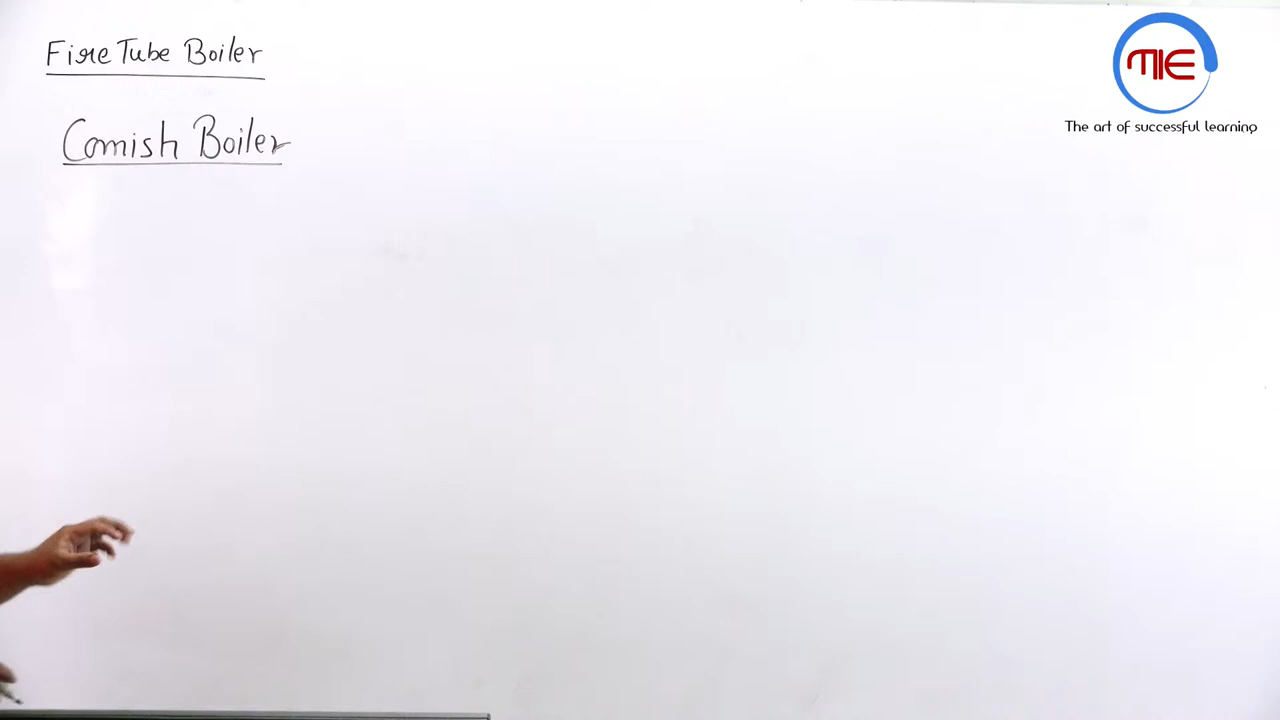 Fire Tube Boiler
Cornish Boiler
MIE
The art of successful learning